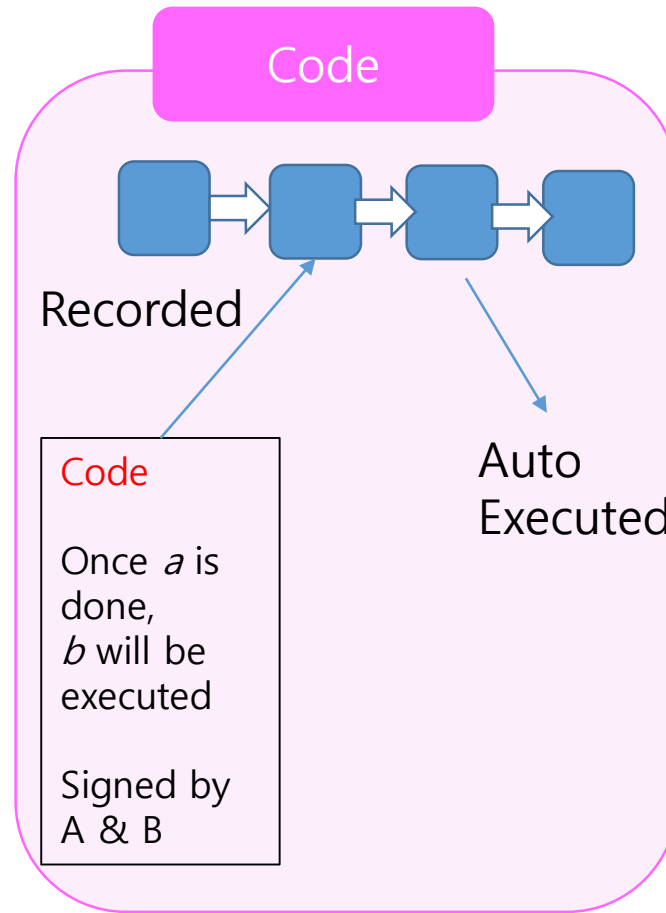 Code
Recorded
Code
Once a is
done,
b will be
executed
Signed by
A & B
Auto
Executed